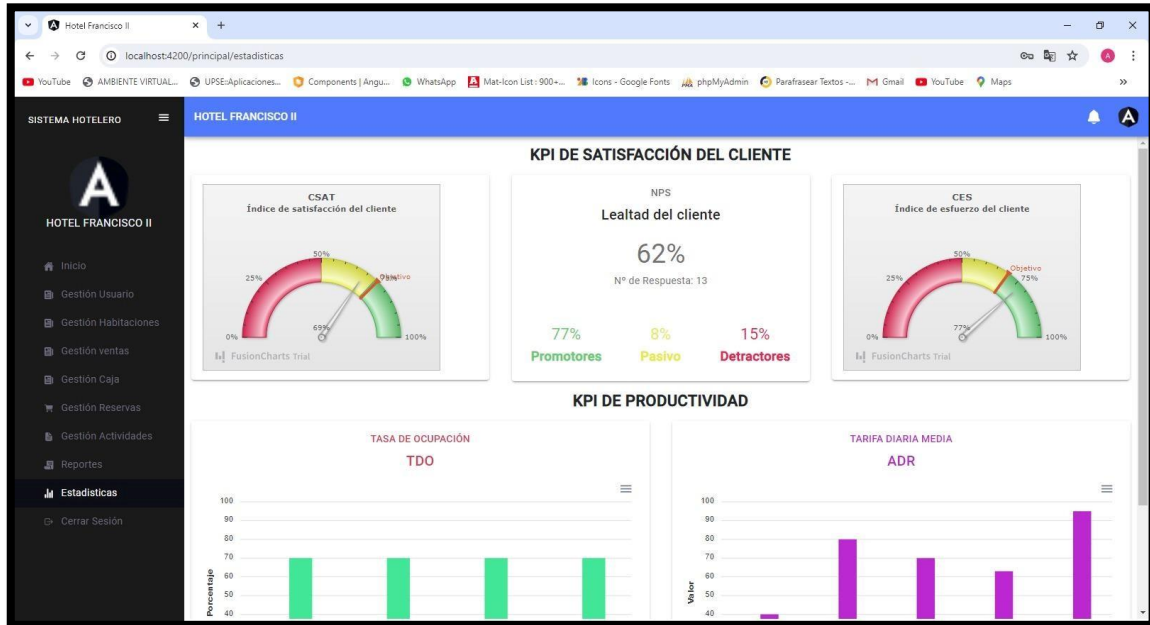 Hotel Francisco II
localhost:4200/principal/estadisticas
YouTube
AMBIENTE VIRTUAL...
UPSE::Aplicaciones...
Components | Angu...
WhatsApp
Mat-Icon List : 900+...
Icons - Google Fonts
phpMyAdmin
Parafrasear Textos -...
Gmail
YouTube
Maps
SISTEMA HOTELERO
HOTEL FRANCISCO II
HOTEL FRANCISCO II
Inicio
Gestión Usuario
Gestión Habitaciones
Gestión ventas
Gestión Caja
Gestión Reservas
Gestión Actividades
Reportes
Estadisticas
Cerrar Sesión
KPI DE SATISFACCIÓN DEL CLIENTE
CSAT
Índice de satisfacción del cliente
0%
25%
50%
75%
Objetivo
100%
69%
FusionCharts Trial
NPS
Lealtad del cliente
62%
Nº de Respuesta: 13
77%
Promotores
8%
Pasivo
15%
Detractores
CES
Índice de esfuerzo del cliente
0%
25%
50%
Objetivo
75%
100%
77%
FusionCharts Trial
KPI DE PRODUCTIVIDAD
TASA DE OCUPACIÓN
TDO
Porcentaje
100
90
80
70
60
50
40
TARIFA DIARIA MEDIA
ADR
Valor
100
90
80
70
60
50
40